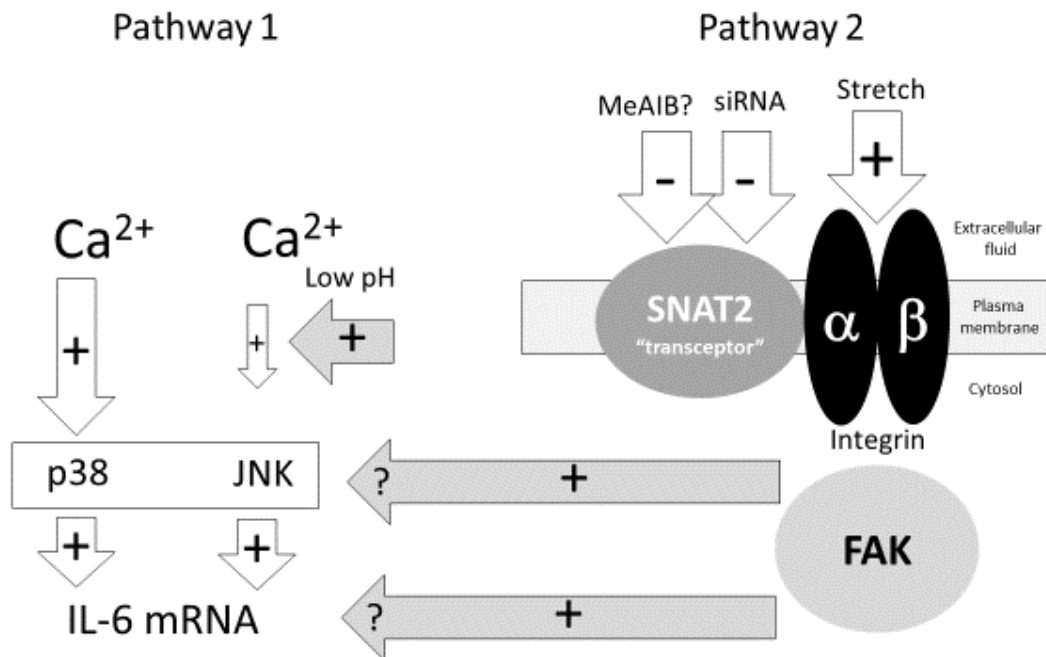 Pathway 1
Pathway 2
MeAIB?
siRNA
Stretch
-
-
+
Ca²⁺
Ca²⁺
Low pH
+
+
+
SNAT2
“transceptor”
α
β
Extracellular
fluid
Plasma
membrane
Cytosol
Integrin
p38
JNK
?
+
+
+
FAK
IL-6 mRNA
?
+